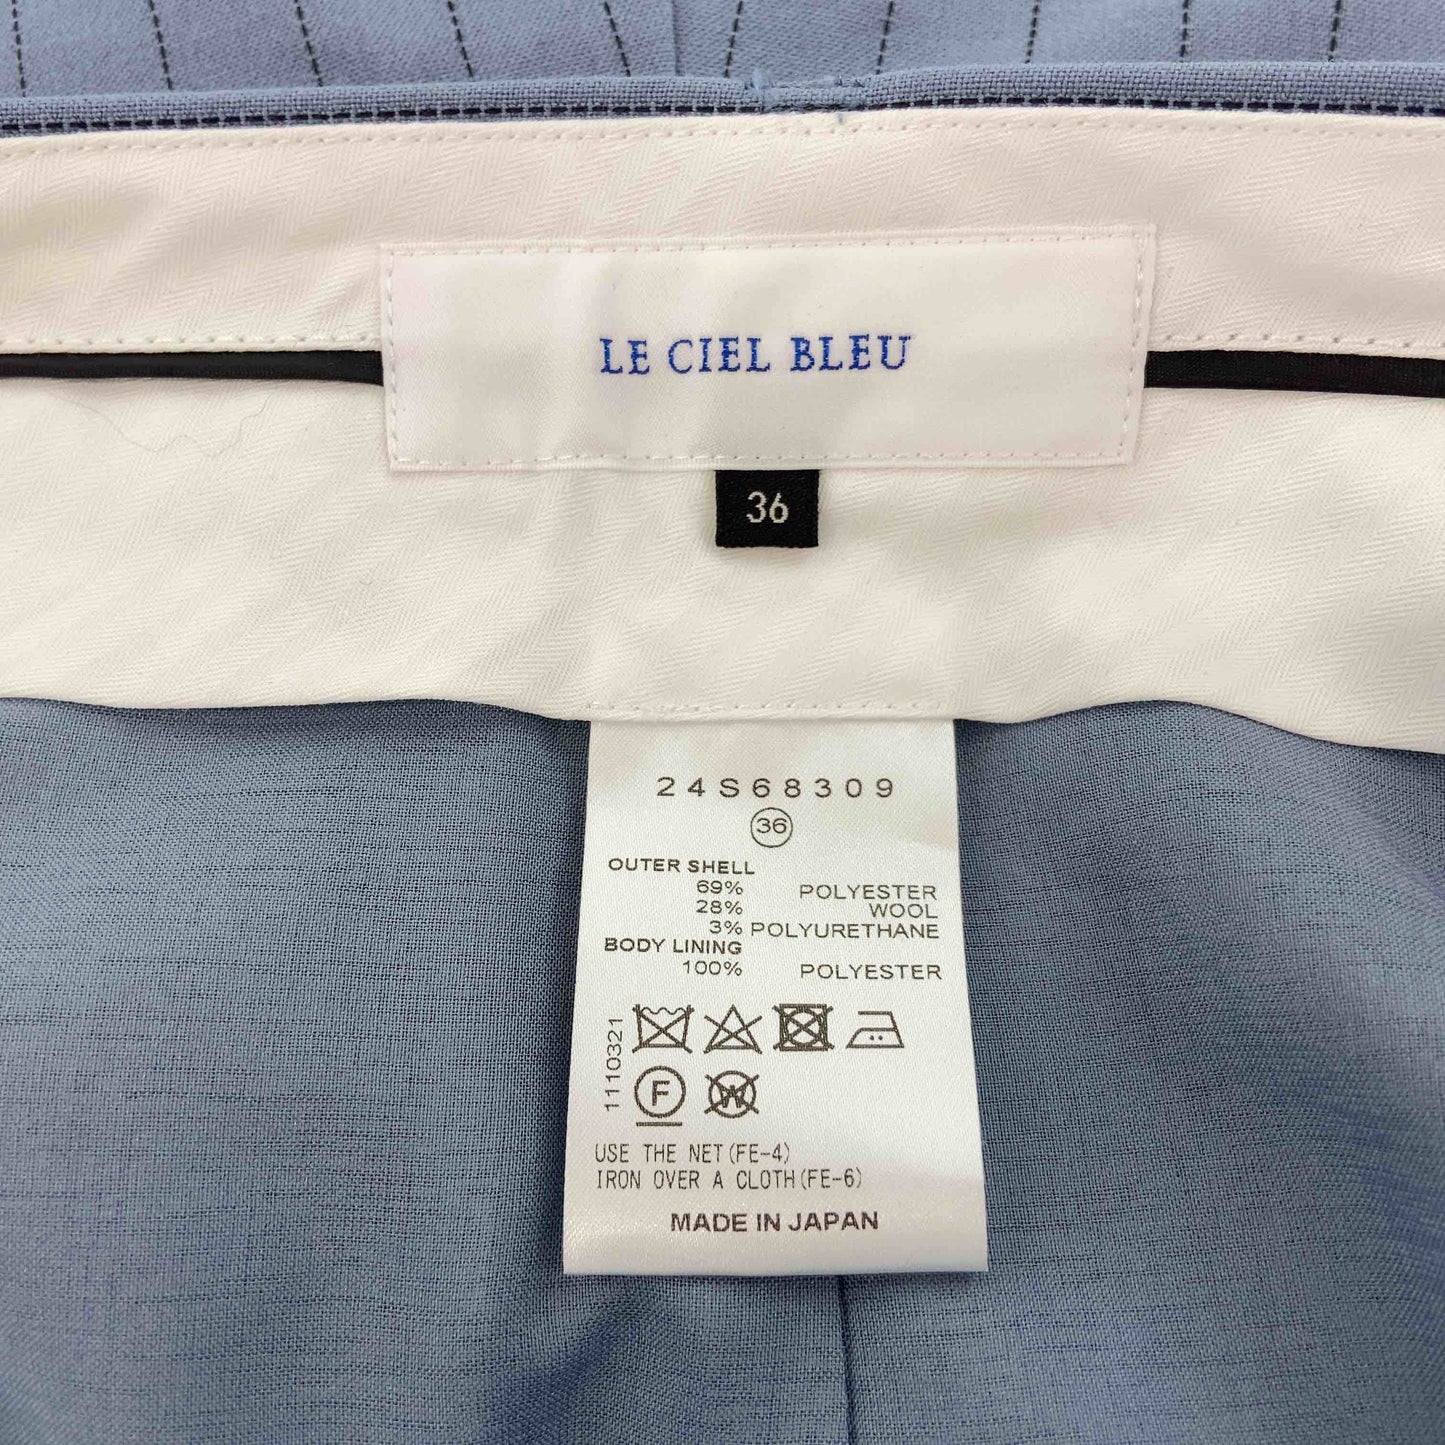 LE CIEL BLEU
36
24S68309
36
OUTER SHELL
69% POLYESTER
28% WOOL
3% POLYURETHANE
BODY LINING
100% POLYESTER
1110321
F W
USE THE NET(FE-4)
IRON OVER A CLOTH(FE-6)
MADE IN JAPAN